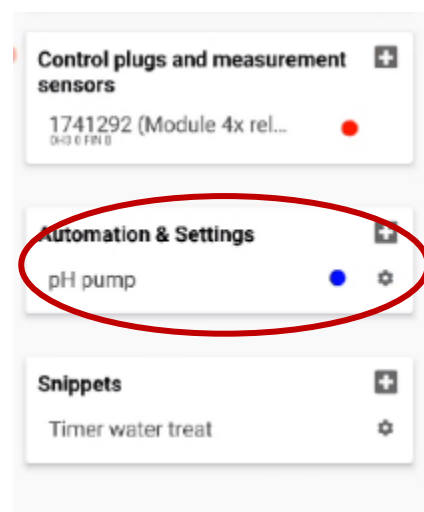 Control plugs and measurement
sensors
1741292 (Module 4x rel...
Automation & Settings
pH pump
Snippets
Timer water treat